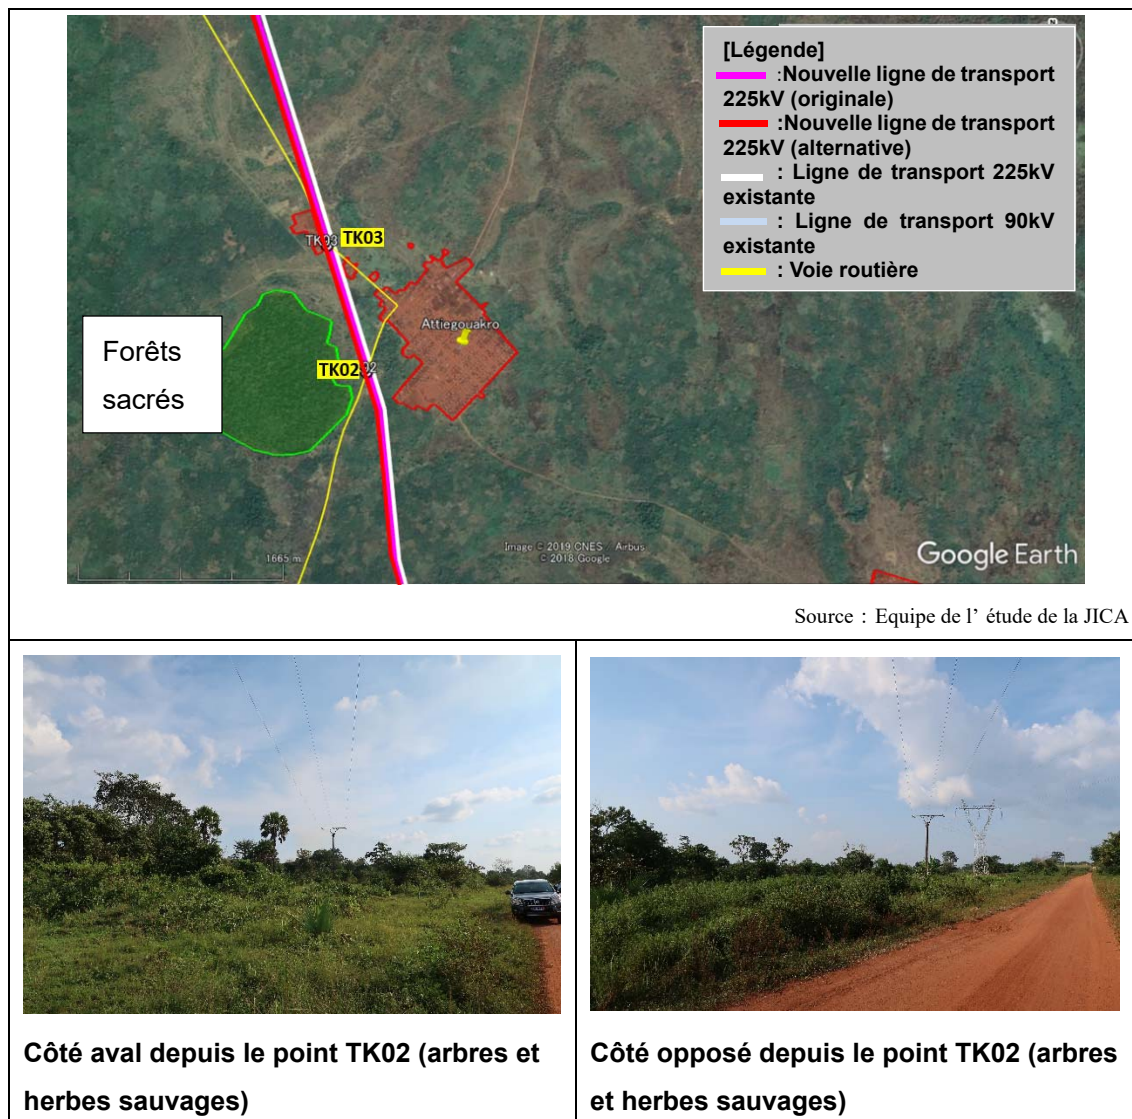 [Légende]
:Nouvelle ligne de transport
225kV (originale)
:Nouvelle ligne de transport
225kV (alternative)
: Ligne de transport 225kV
existante
: Ligne de transport 90kV
existante
: Voie routière
TK03
Attiegouakro
TK02
Forêts
sacrés
1665 m
Image © 2019 CNES / Airbus
© 2018 Google
Google Earth
Source : Equipe de l' étude de la JICA
Côté aval depuis le point TK02 (arbres et
herbes sauvages)
Côté opposé depuis le point TK02 (arbres
et herbes sauvages)